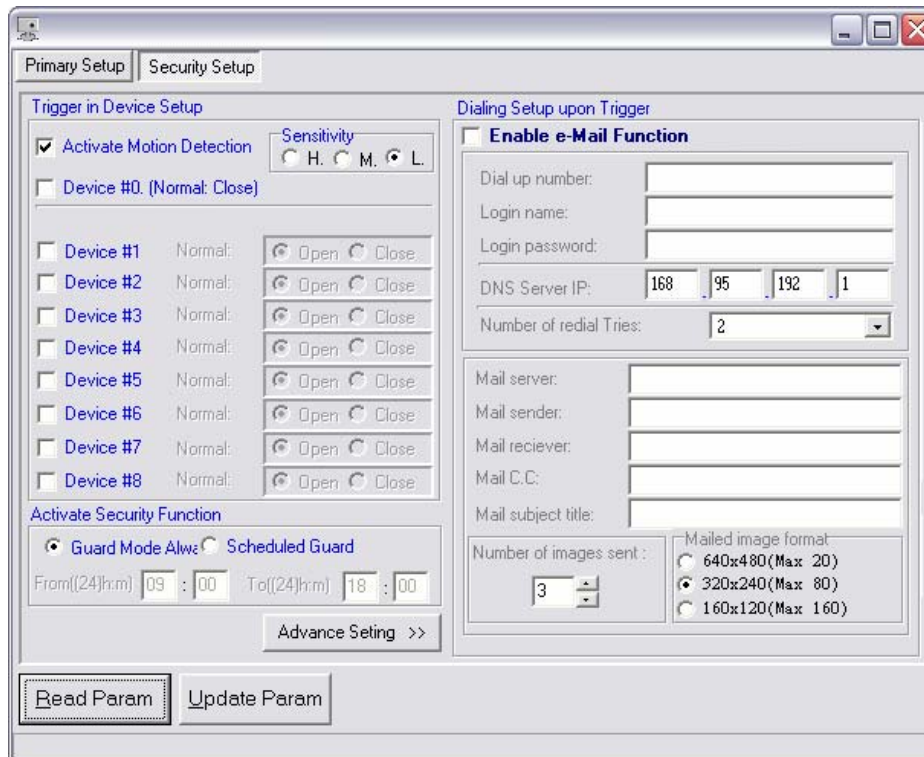 Primary Setup Security Setup
Trigger in Device Setup
Activate Motion Detection
Sensitivity
H. M. L.
Device #0. (Normal: Close)
Device #1 Normal: Open Close
Device #2 Normal: Open Close
Device #3 Normal: Open Close
Device #4 Normal: Open Close
Device #5 Normal: Open Close
Device #6 Normal: Open Close
Device #7 Normal: Open Close
Device #8 Normal: Open Close
Activate Security Function
Guard Mode Alwa Scheduled Guard
From((24)h:m) 09 : 00 To((24)h:m) 18 : 00
Advance Seting >>
Dialing Setup upon Trigger
Enable e-Mail Function
Dial up number:
Login name:
Login password:
DNS Server IP: 168 . 95 . 192 . 1
Number of redial Tries: 2
Mail server:
Mail sender:
Mail reciever:
Mail C.C:
Mail subject title:
Number of images sent :
3
Mailed image format
640x480(Max 20)
320x240(Max 80)
160x120(Max 160)
Read Param Update Param